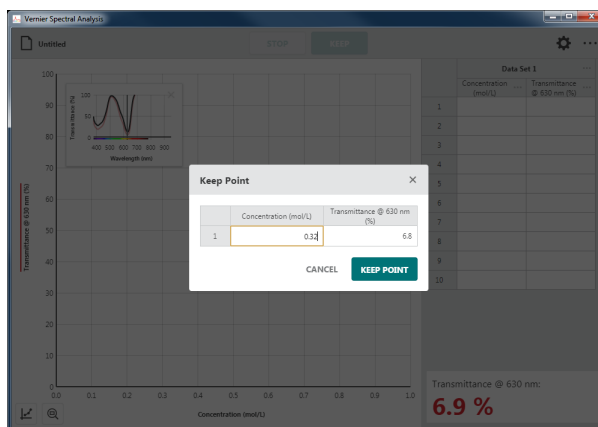 Vernier Spectral Analysis
Untitled
STOP
KEEP
Data Set 1
Concentration (mol/L)
Transmittance @ 630 nm (%)
1
2
3
4
5
6
7
8
9
10
100
90
80
70
60
50
40
30
20
10
0
Transmittance @ 630 nm (%)
0.0 0.1 0.2 0.3 0.4 0.5 0.6 0.7 0.8 0.9 1.0
Concentration (mol/L)
Transmittance (%)
100
50
0
400 500 600 700 800 900
Wavelength (nm)
Keep Point
Concentration (mol/L)
Transmittance @ 630 nm
(%)
1 0.32 6.8
CANCEL KEEP POINT
Transmittance @ 630 nm:
6.9 %